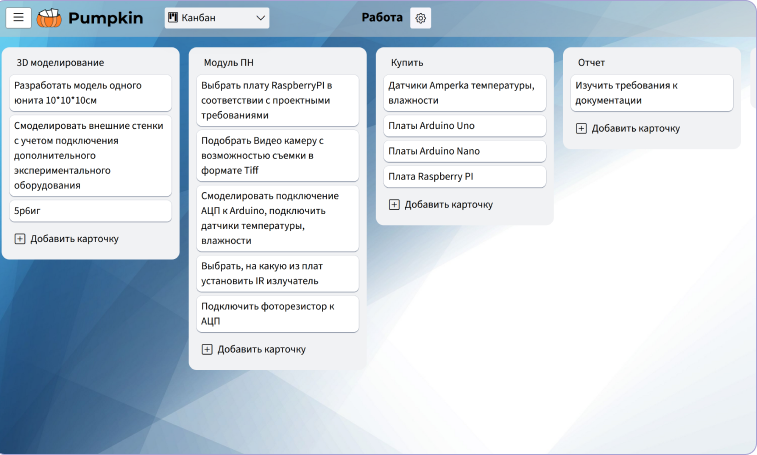 Pumpkin
Канбан
Работа
3D моделирование
Разработать модель одного
юнита 10*10*10см
Смоделировать внешние стенки
с учетом подключения
дополнительного
экспериментального
оборудования
5р6иг
Добавить карточку
Модуль ПН
Выбрать плату RaspberryPI в
соответствии с проектными
требованиями
Подобрать Видео камеру с
возможностью съемки в
формате Tiff
Смоделировать подключение
АЦП к Arduino, подключить
датчики температуры,
влажности
Выбрать, на какую из плат
установить IR излучатель
Подключить фоторезистор к
АЦП
Добавить карточку
Купить
Датчики Amperka температуры,
влажности
Платы Arduino Uno
Платы Arduino Nano
Плата Raspberry PI
Добавить карточку
Отчет
Изучить требования к
документации
Добавить карточку